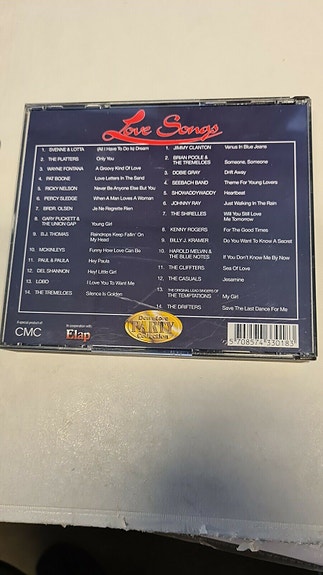 Love Songs
1. SVENNE & LOTTA (All I Have To Do Is) Dream
2. THE PLATTERS Only You
3. WAYNE FONTANA A Groovy Kind Of Love
4. PAT BOONE Love Letters In The Sand
5. RICKY NELSON Never Be Anyone Else But You
6. PERCY SLEDGE When A Man Loves A Woman
7. BRDR. OLSEN Je Ne Regrette Rien
8. GARY PUCKETT & THE UNION GAP Young Girl
9. B.J. THOMAS Raindrops Keep Fallin' On
My Head
10. MCKINLEYS Funny How Love Can Be
11. PAUL & PAULA Hey Paula
12. DEL SHANNON Hey! Little Girl
13. LOBO I Love You To Want Me
14. THE TREMELOES Silence Is Golden
1. JIMMY CLANTON Venus In Blue Jeans
2. BRIAN POOLE & THE TREMELOES Someone, Someone
3. DOBIE GRAY Drift Away
4. SEEBACH BAND Theme For Young Lovers
5. SHOWADDYWADDY Heartbeat
6. JOHNNY RAY Just Walking In The Rain
7. THE SHIRELLES Will You Still Love
Me Tomorrow
8. KENNY ROGERS For The Good Times
9. BILLY J. KRAMER Do You Want To Know A Secret
10. HAROLD MELVIN & THE BLUE NOTES If You Don't Know Me By Now
11. THE CLIFTERS Sea Of Love
12. THE CASUALS Jesamine
13. THE ORIGINAL LEAD SINGERS OF THE TEMPTATIONS My Girl
14. THE DRIFTERS Save The Last Dance For Me
A special product of
CMC
In cooperation with
Elap
PARTY
Collection
5 708574 330183